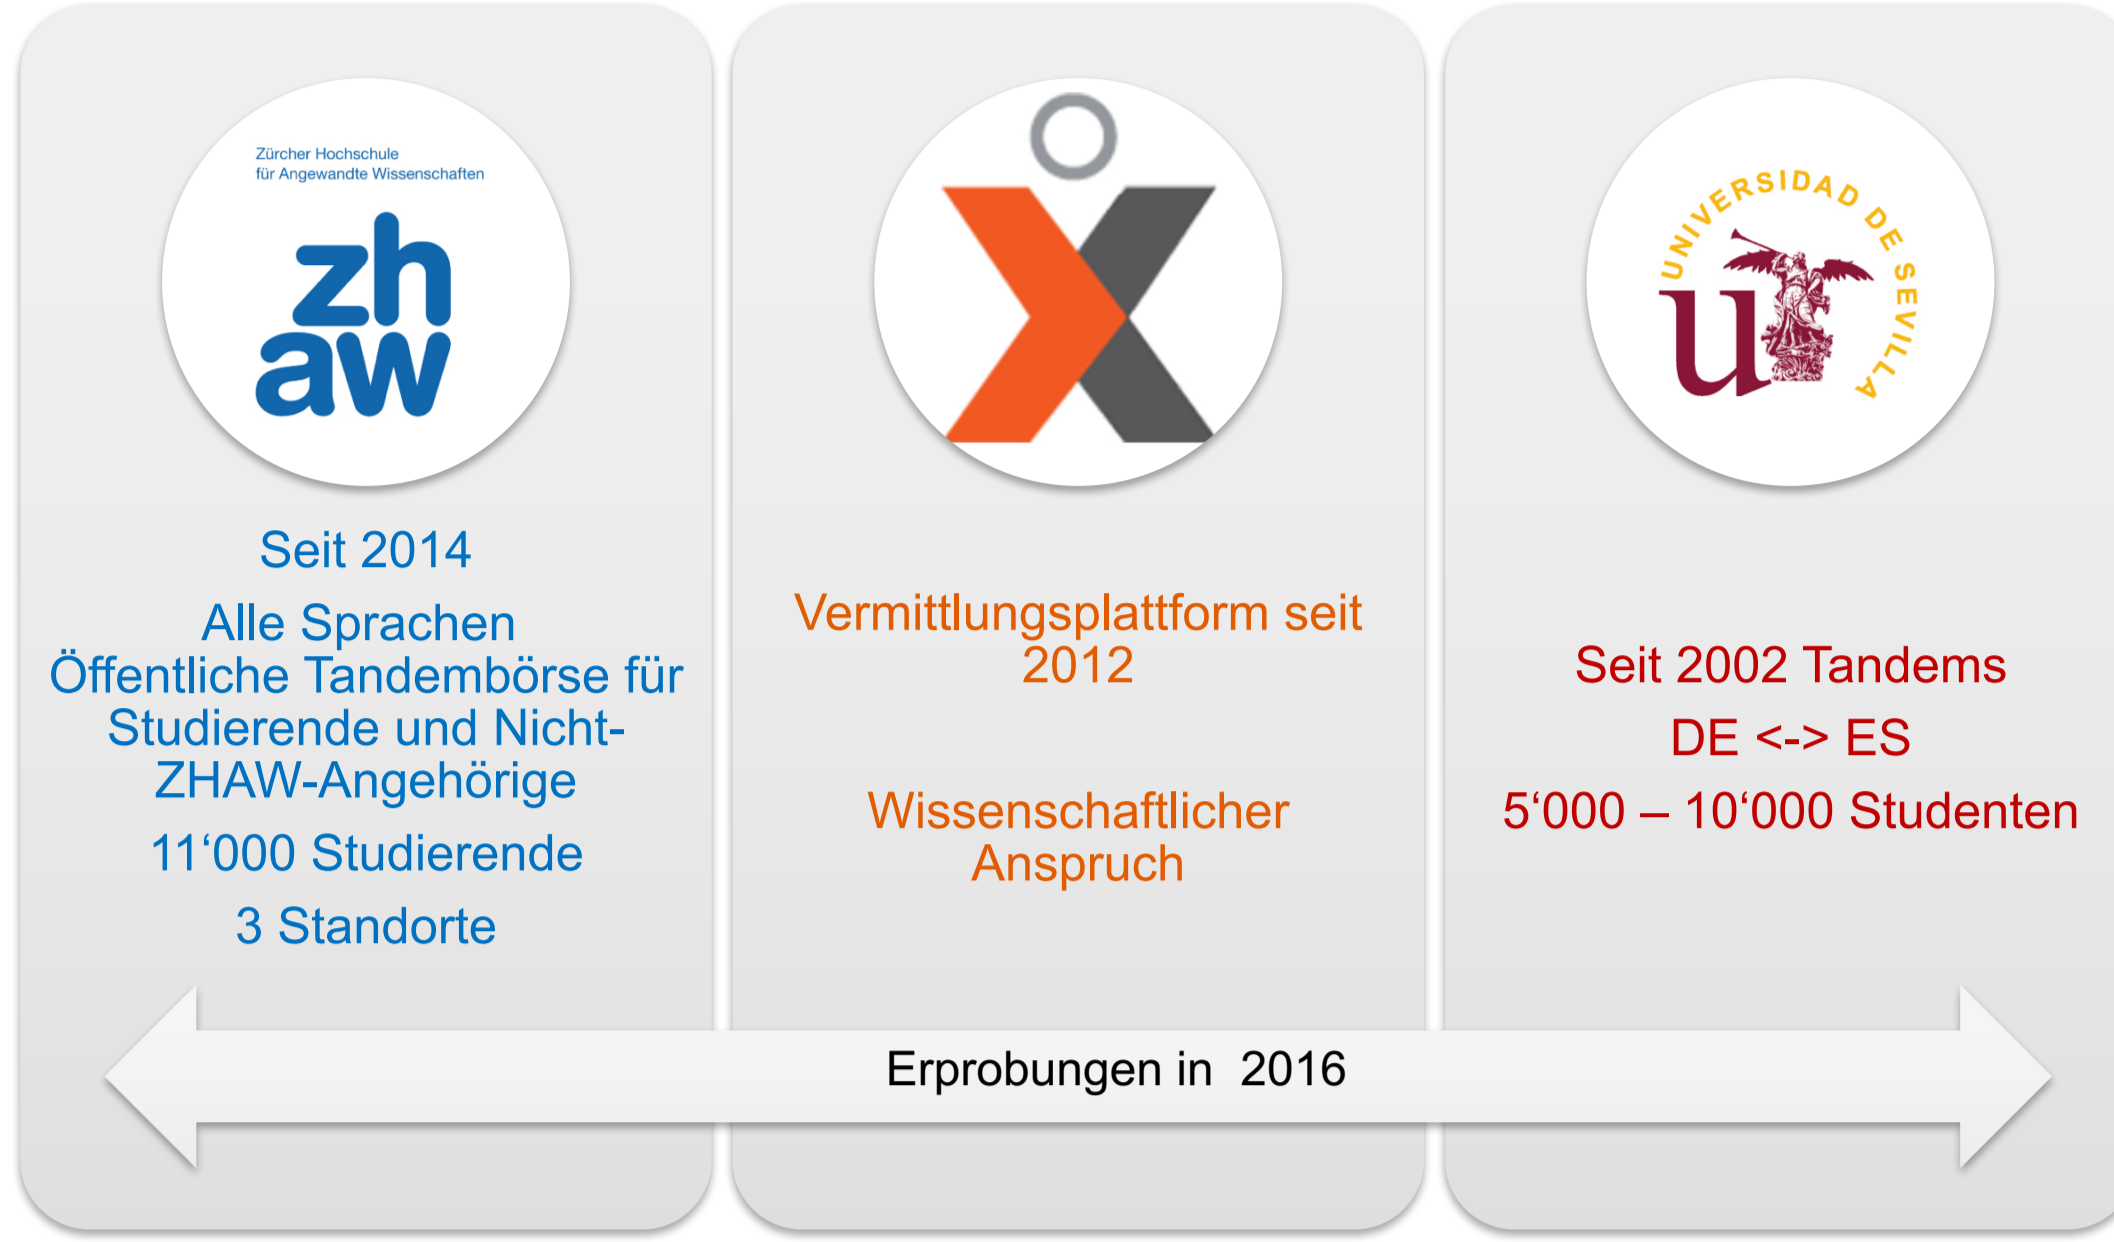 Zürcher Hochschule
für Angewandte Wissenschaften
zh
aw
Seit 2014
Alle Sprachen
Öffentliche Tandembörse für
Studierende und Nicht-
ZHAW-Angehörige
11‘000 Studierende
3 Standorte
X
Vermittlungsplattform seit
2012
Wissenschaftlicher
Anspruch
UNIVERSIDAD DE SEVILLA
u
Seit 2002 Tandems
DE <-> ES
5‘000 – 10‘000 Studenten
Erprobungen in  2016